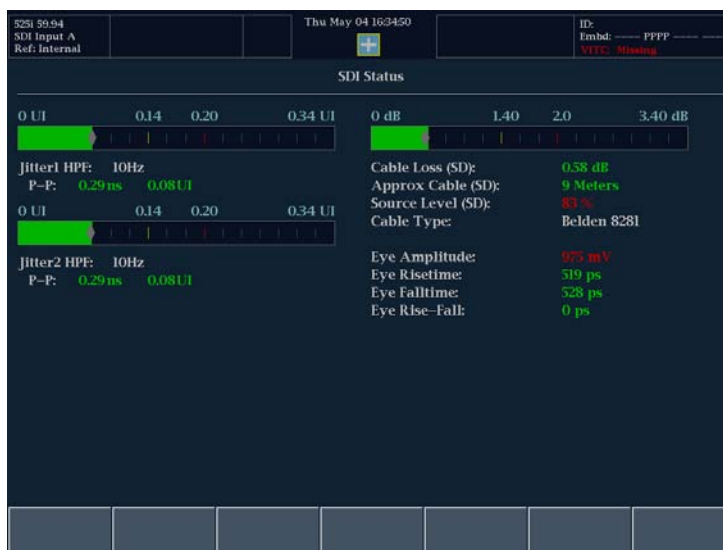 525i 59.94
SDI Input A
Ref: Internal
Thu May 04 16:34:50
ID:
Embd: ---- PPPP ---- ----
VITC: Missing
SDI Status
0 UI 0.14 0.20 0.34 UI
Jitter1 HPF: 10Hz
P-P: 0.29 ns 0.08 UI
0 UI 0.14 0.20 0.34 UI
Jitter2 HPF: 10Hz
P-P: 0.29 ns 0.08 UI
0 dB 1.40 2.0 3.40 dB
Cable Loss (SD): 0.58 dB
Approx Cable (SD): 9 Meters
Source Level (SD): 83 %
Cable Type: Belden 8281
Eye Amplitude: 975 mV
Eye Risetime: 519 ps
Eye Falltime: 528 ps
Eye Rise-Fall: 0 ps